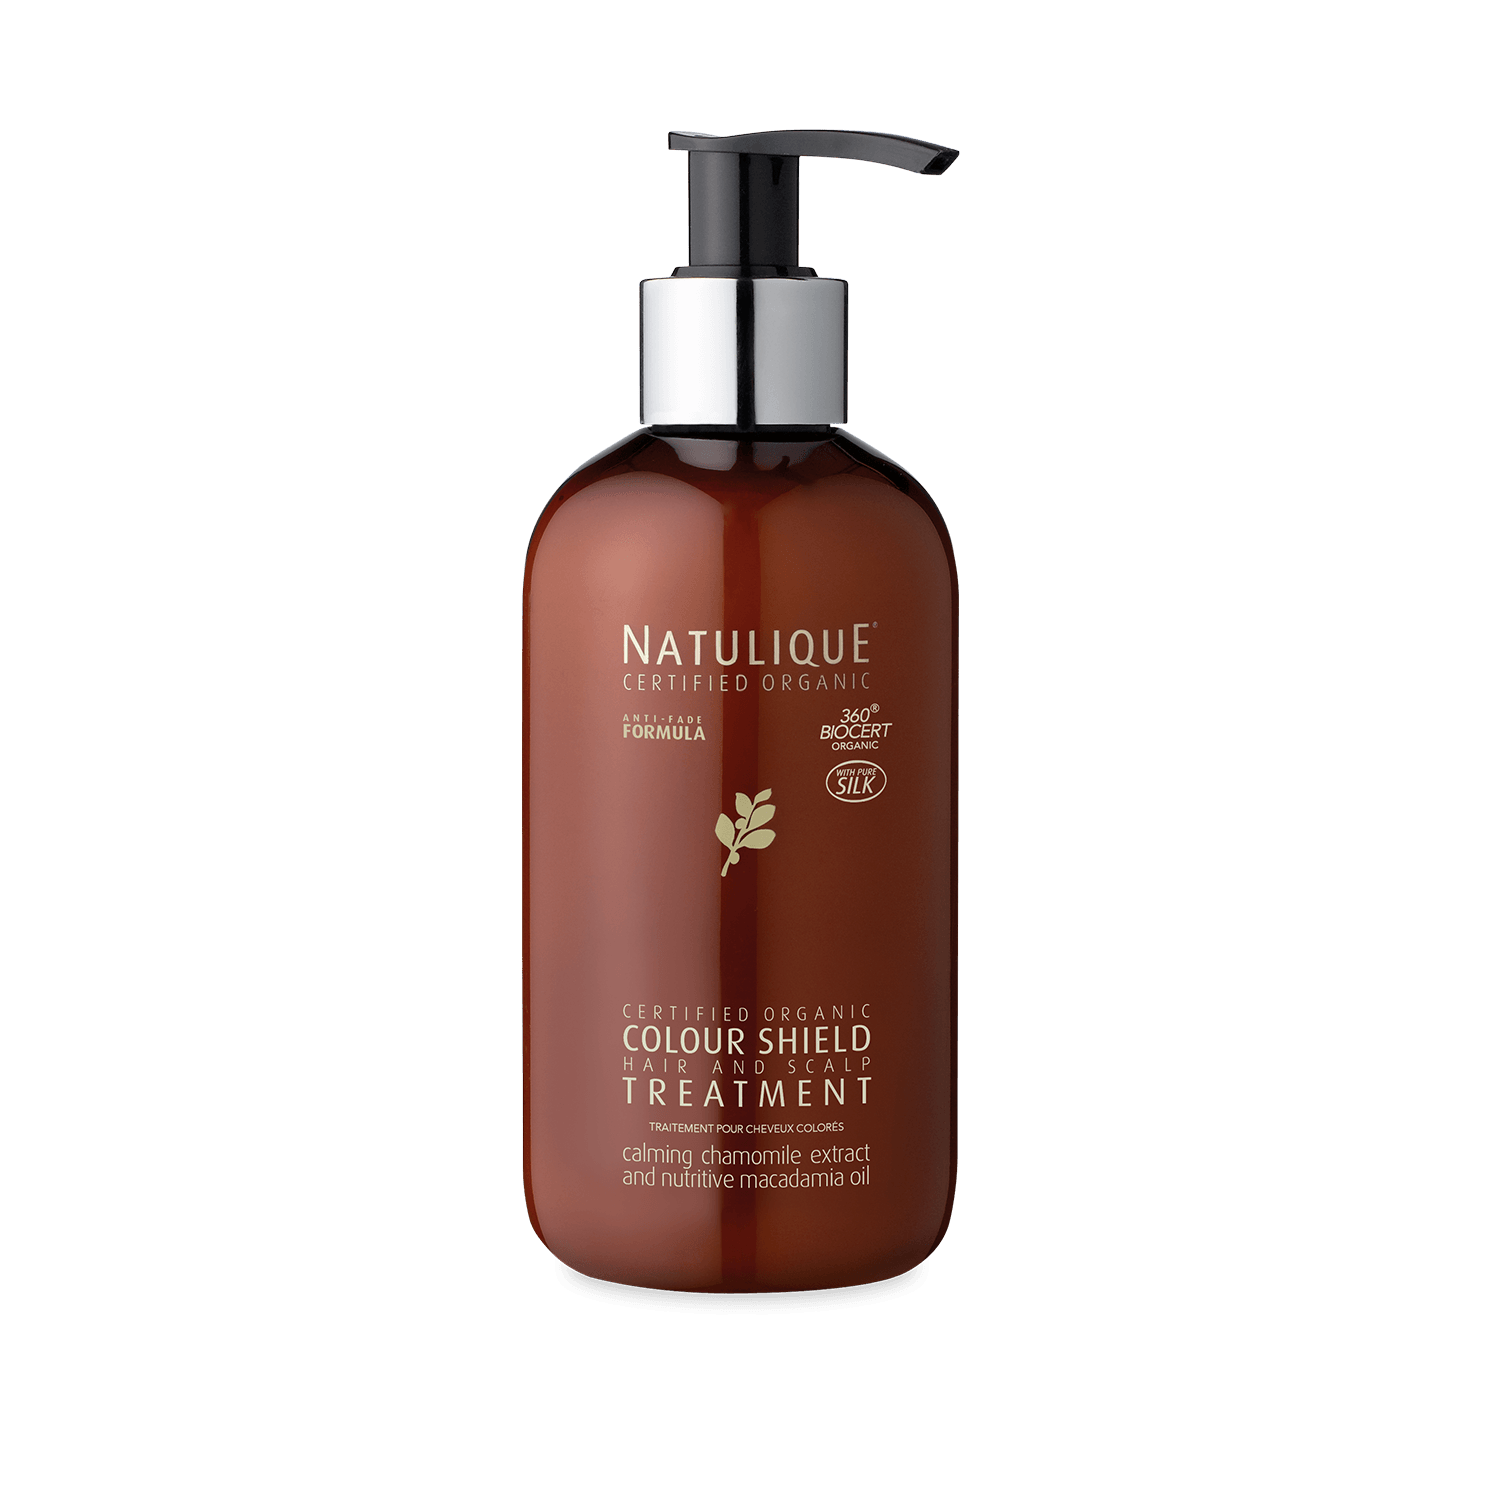 NATULIQUE®
CERTIFIED ORGANIC
ANTI-FADE
FORMULA
360®
BIOCERT
ORGANIC
WITH PURE
SILK
CERTIFIED ORGANIC
COLOUR SHIELD
HAIR AND SCALP
TREATMENT
TRAITEMENT POUR CHEVEUX COLORÉS
calming chamomile extract
and nutritive macadamia oil